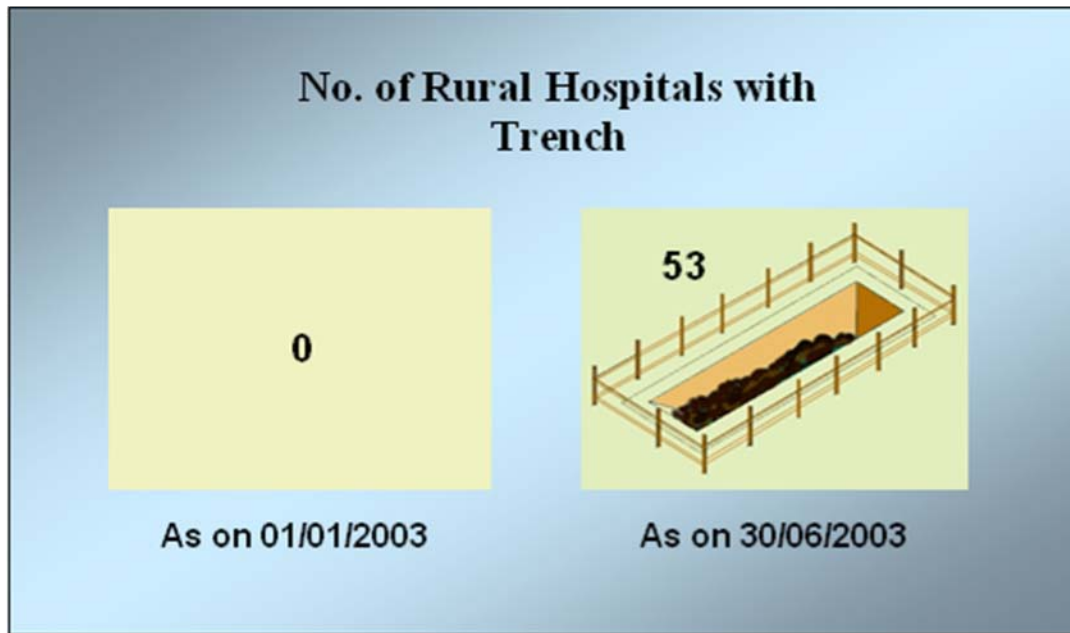 No. of Rural Hospitals with
Trench
0
53
As on 01/01/2003
As on 30/06/2003